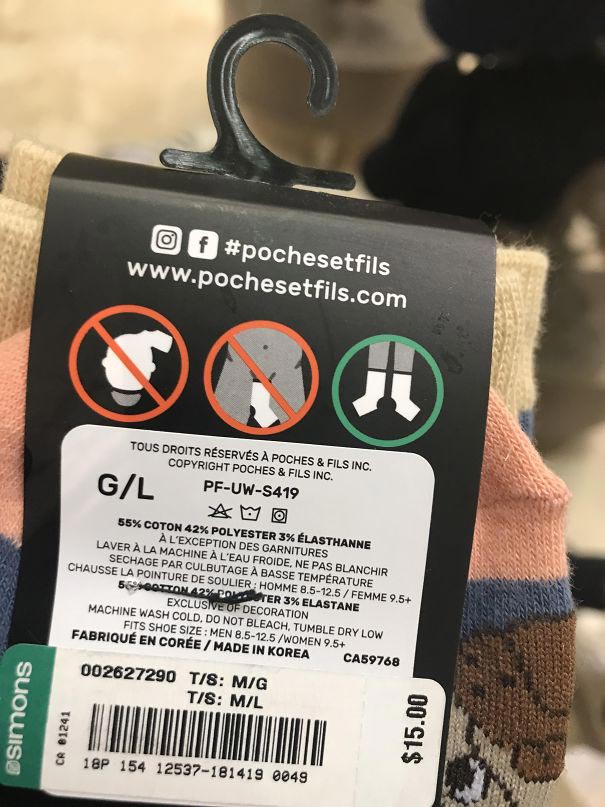 #pochesetfils
www.pochesetfils.com
TOUS DROITS RÉSERVÉS À POCHES & FILS INC.
COPYRIGHT POCHES & FILS INC.
G/L PF-UW-S419
55% COTON 42% POLYESTER 3% ÉLASTHANNE
À L'EXCEPTION DES GARNITURES
LAVER À LA MACHINE À L'EAU FROIDE, NE PAS BLANCHIR
SECHAGE PAR CULBUTAGE À BASSE TEMPÉRATURE
CHAUSSE LA POINTURE DE SOULIER : HOMME 8.5-12.5 / FEMME 9.5+
55% COTTON 42% POLYESTER 3% ELASTANE
EXCLUSIVE OF DECORATION
MACHINE WASH COLD, DO NOT BLEACH, TUMBLE DRY LOW
FITS SHOE SIZE : MEN 8.5-12.5 /WOMEN 9.5+
FABRIQUÉ EN CORÉE / MADE IN KOREA CA59768
simons
CR 01241
002627290 T/S: M/G
T/S: M/L
18P 154 12537-181419 0049
$15.00